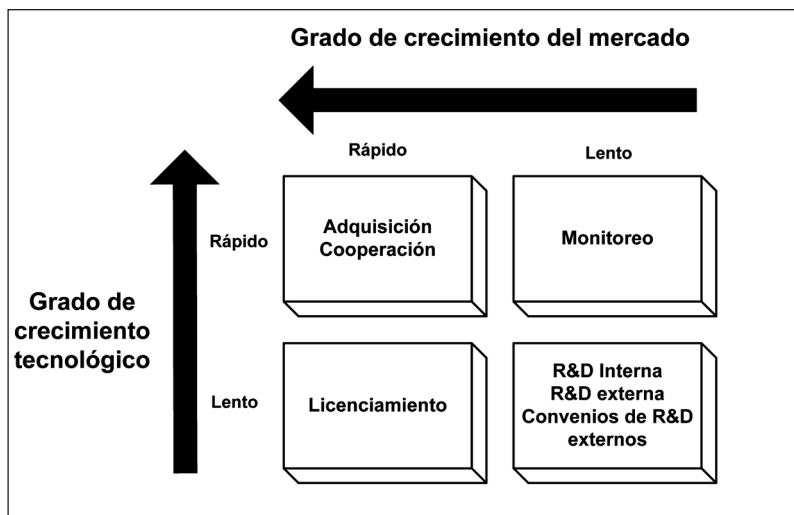 Grado de crecimiento del mercado
Rápido
Lento
Rápido
Adquisición
Cooperación
Monitoreo
Grado de
crecimiento
tecnológico
Lento
Licenciamiento
R&D Interna
R&D externa
Convenios de R&D
externos